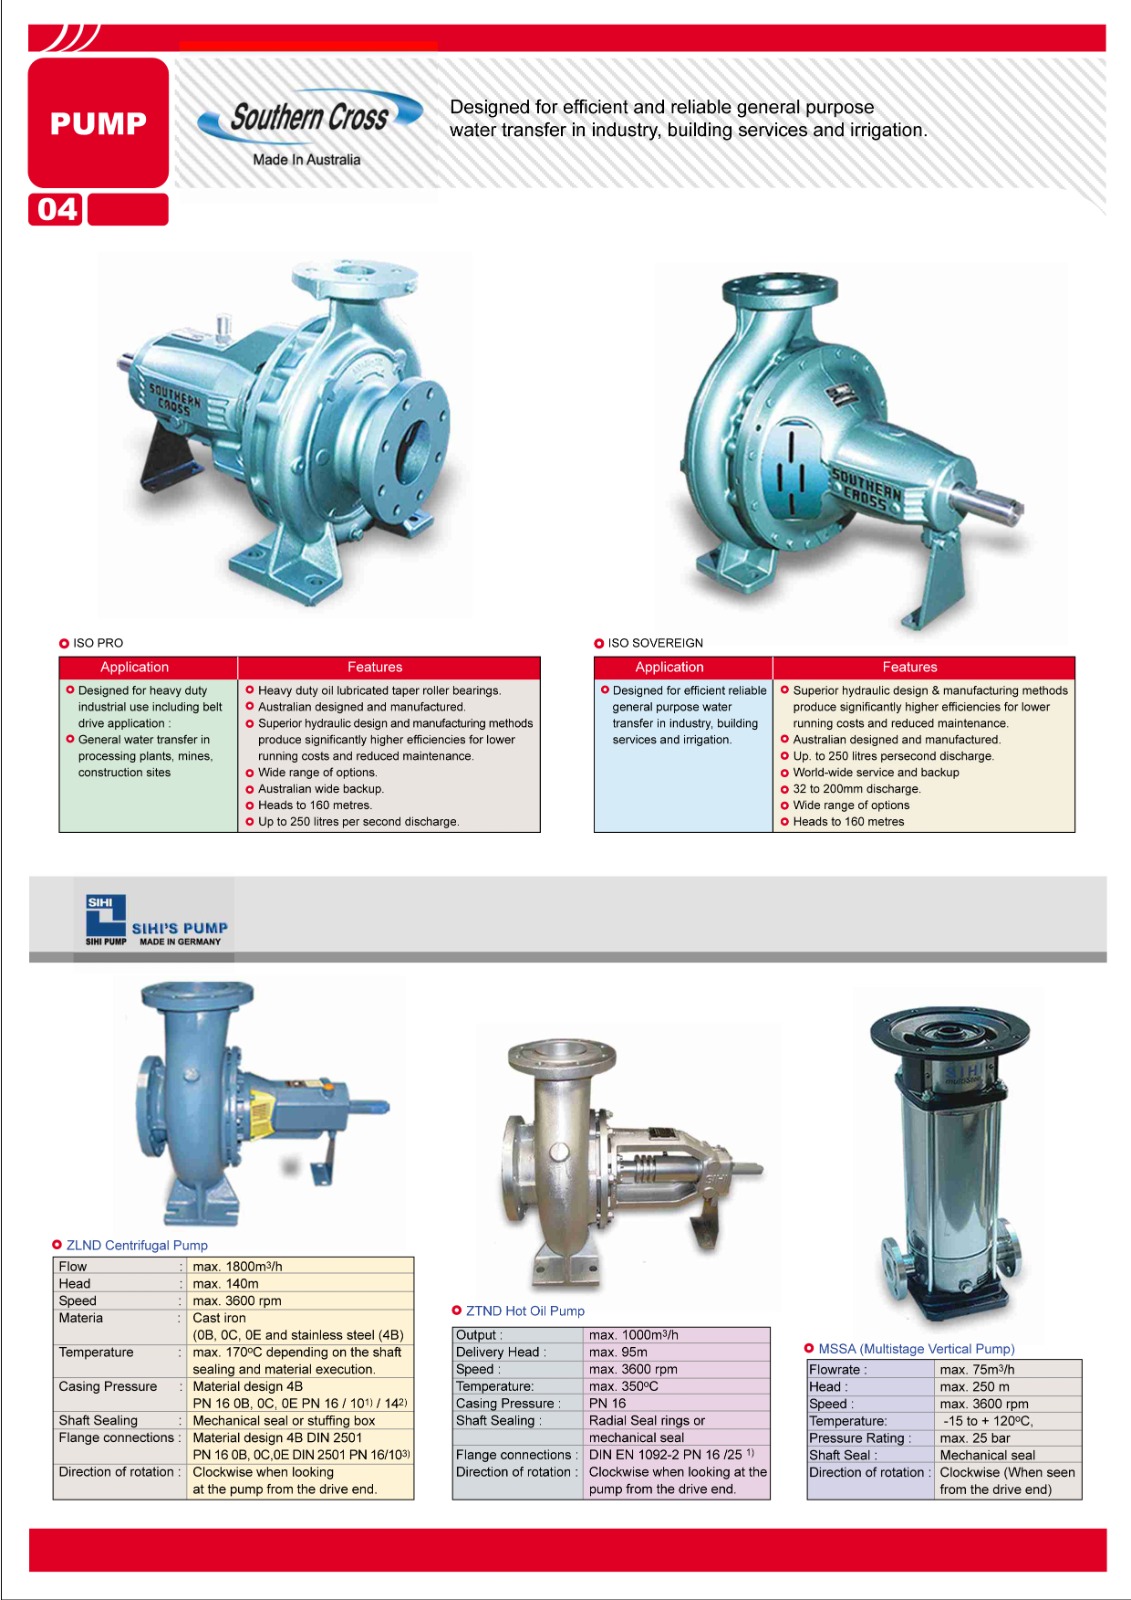 PUMP
04
Southern Cross
Made In Australia
Designed for efficient and reliable general purpose
water transfer in industry, building services and irrigation.
SOUTHERN
CROSS
SOUTHERN
CROSS
ISO PRO
Application
Features
Designed for heavy duty
industrial use including belt
drive application :
General water transfer in
processing plants, mines,
construction sites
Heavy duty oil lubricated taper roller bearings.
Australian designed and manufactured.
Superior hydraulic design and manufacturing methods
produce significantly higher efficiencies for lower
running costs and reduced maintenance.
Wide range of options.
Australian wide backup.
Heads to 160 metres.
Up to 250 litres per second discharge.
ISO SOVEREIGN
Application
Features
Designed for efficient reliable
general purpose water
transfer in industry, building
services and irrigation.
Superior hydraulic design & manufacturing methods
produce significantly higher efficiencies for lower
running costs and reduced maintenance.
Australian designed and manufactured.
Up. to 250 litres persecond discharge.
World-wide service and backup
32 to 200mm discharge.
Wide range of options
Heads to 160 metres
SIHI
SIHI PUMP
SIHI'S PUMP
MADE IN GERMANY
SIHI
multiSteel
SIHI
ZLND Centrifugal Pump
Flow : max. 1800m³/h
Head : max. 140m
Speed : max. 3600 rpm
Materia : Cast iron
(0B, 0C, 0E and stainless steel (4B)
Temperature : max. 170ºC depending on the shaft
sealing and material execution.
Casing Pressure : Material design 4B
PN 16 0B, 0C, 0E PN 16 / 10¹⁾ / 14²⁾
Shaft Sealing : Mechanical seal or stuffing box
Flange connections : Material design 4B DIN 2501
PN 16 0B, 0C,0E DIN 2501 PN 16/10³⁾
Direction of rotation : Clockwise when looking
at the pump from the drive end.
ZTND Hot Oil Pump
Output : max. 1000m³/h
Delivery Head : max. 95m
Speed : max. 3600 rpm
Temperature: max. 350ºC
Casing Pressure : PN 16
Shaft Sealing : Radial Seal rings or
mechanical seal
Flange connections : DIN EN 1092-2 PN 16 /25 ¹⁾
Direction of rotation : Clockwise when looking at the
pump from the drive end.
MSSA (Multistage Vertical Pump)
Flowrate : max. 75m³/h
Head : max. 250 m
Speed : max. 3600 rpm
Temperature: -15 to + 120ºC,
Pressure Rating : max. 25 bar
Shaft Seal : Mechanical seal
Direction of rotation : Clockwise (When seen
from the drive end)